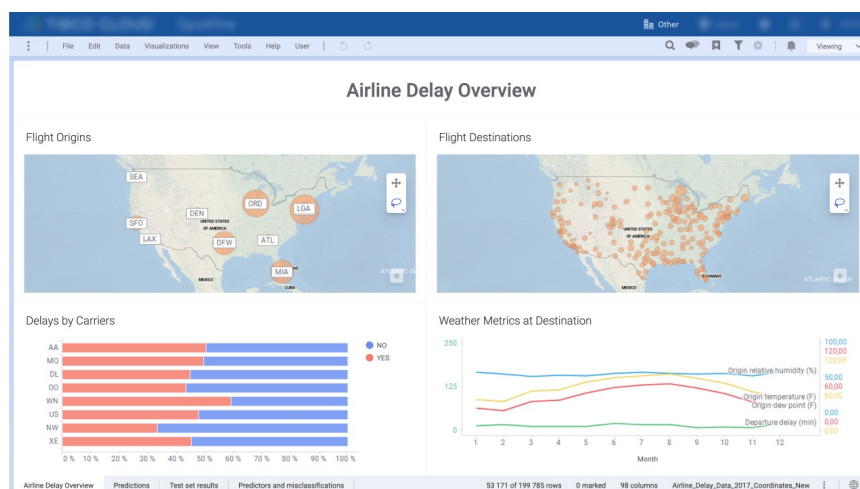 TIBCO CLOUD Spotfire
Other
File Edit Data Visualizations View Tools Help User
Viewing
Airline Delay Overview
Flight Origins
Flight Destinations
SEA
ORD
LGA
DEN
UNITED STATES
OF AMERICA
SFO
LAX
DFW
ATL
MIA
MEXICO
CUBA
UNITED STATES
OF AMERICA
MEXICO
BAHAMAS
ATLANTIC
Delays by Carriers
AA
MQ
DL
OO
WN
US
NW
XE
0 % 10 % 20 % 30 % 40 % 50 % 60 % 70 % 80 % 90 % 100 %
NO
YES
Weather Metrics at Destination
250
125
0
1 2 3 4 5 6 7 8 9 10 11 12
Month
Origin relative humidity (%)
Origin temperature (F)
Origin dew point (F)
Departure delay (min)
100,00
120,00
120,00
50,00
60,00
60,00
0,00
0,00
0,00
Airline Delay Overview Predictions Test set results Predictors and misclassifications 53 171 of 199 785 rows 0 marked 98 columns Airline_Delay_Data_2017_Coordinates_New